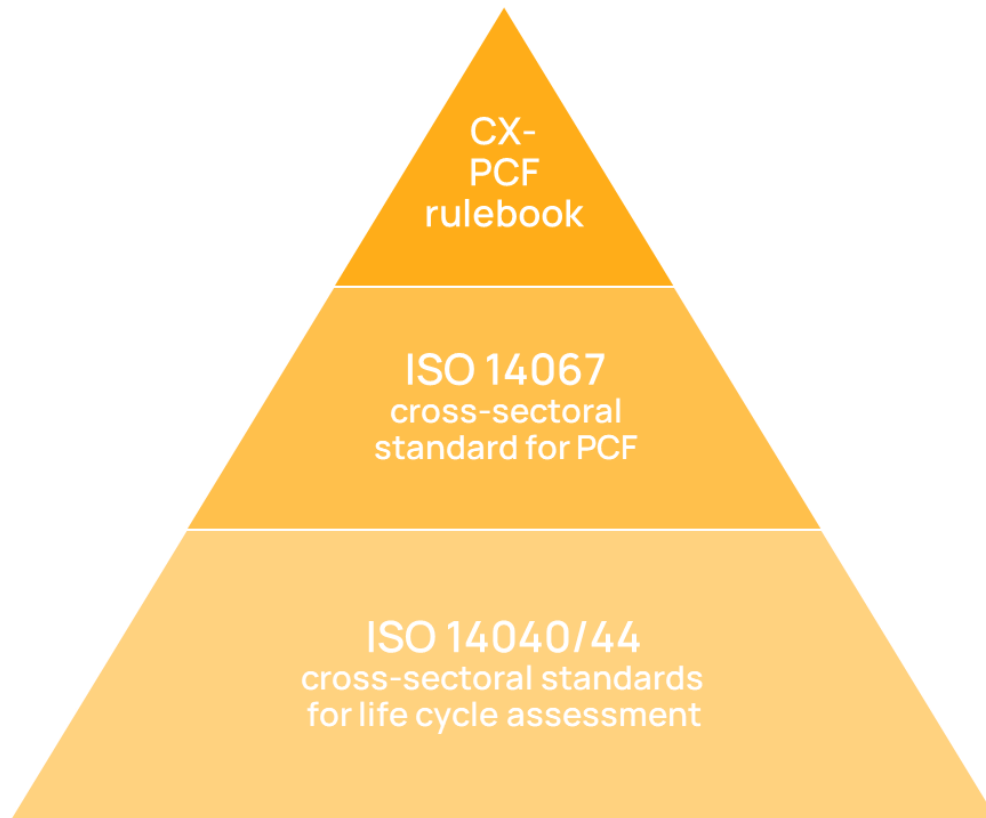 CX-
PCF
rulebook
ISO 14067
cross-sectoral
standard for PCF
ISO 14040/44
cross-sectoral standards
for life cycle assessment